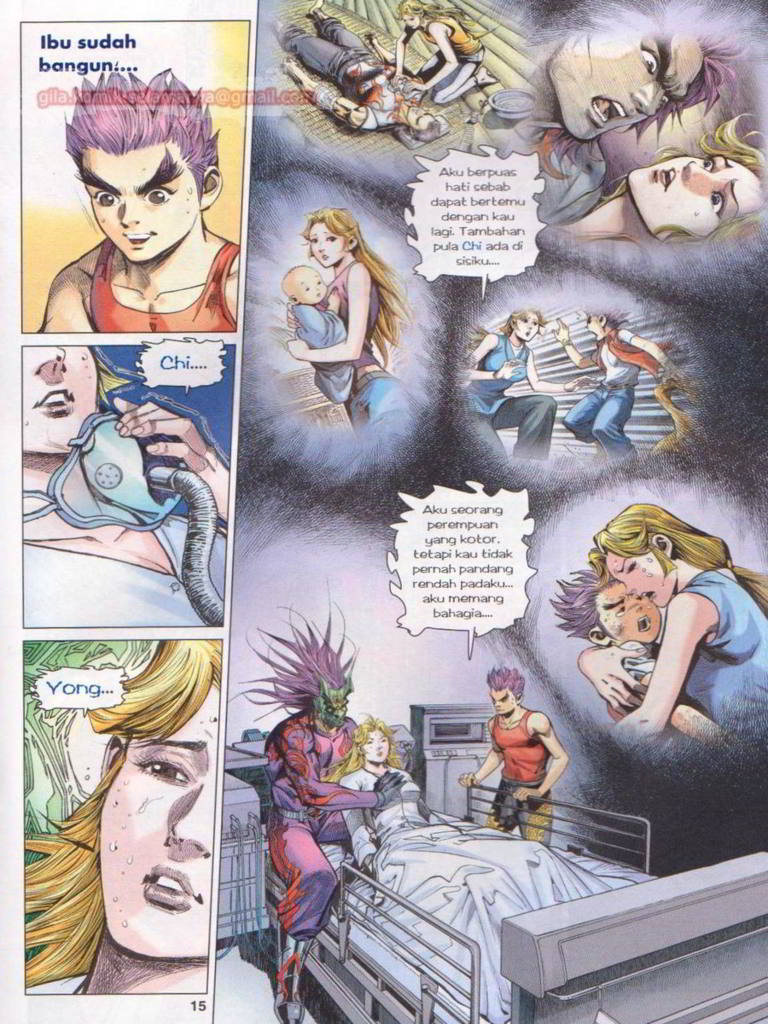 Ibu sudah
bangun....
Chi....
Yong...
Aku berpuas
hati sebab
dapat bertemu
dengan kau
lagi. Tambahan
pula Chi ada di
sisiku....
Aku seorang
perempuan
yang kotor,
tetapi kau tidak
pernah pandang
rendah padaku...
aku memang
bahagia....
15